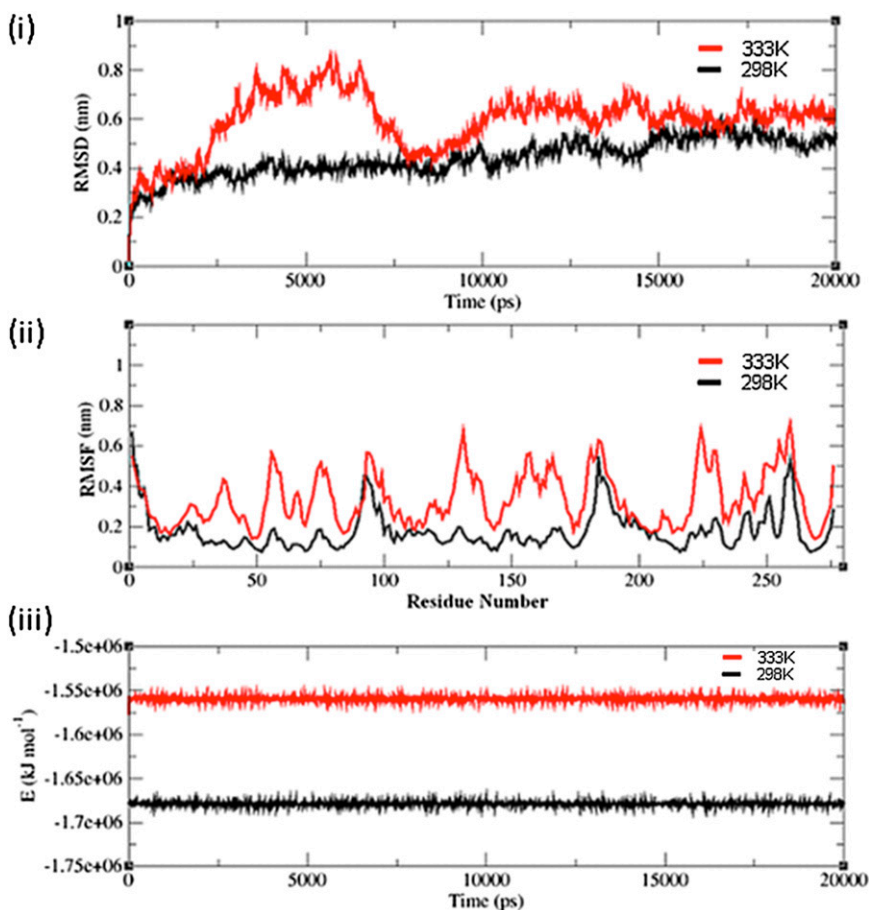 (i)
1
0.8
0.6
0.4
0.2
0
RMSD (nm)
333K
298K
0 5000 10000 15000 20000
Time (ps)
(ii)
1
0.8
0.6
0.4
0.2
0
RMSF (nm)
333K
298K
0 50 100 150 200 250
Residue Number
(iii)
-1.5e+06
-1.55e+06
-1.6e+06
-1.65e+06
-1.7e+06
-1.75e+06
E (kJ mol⁻¹)
333K
298K
0 5000 10000 15000 20000
Time (ps)